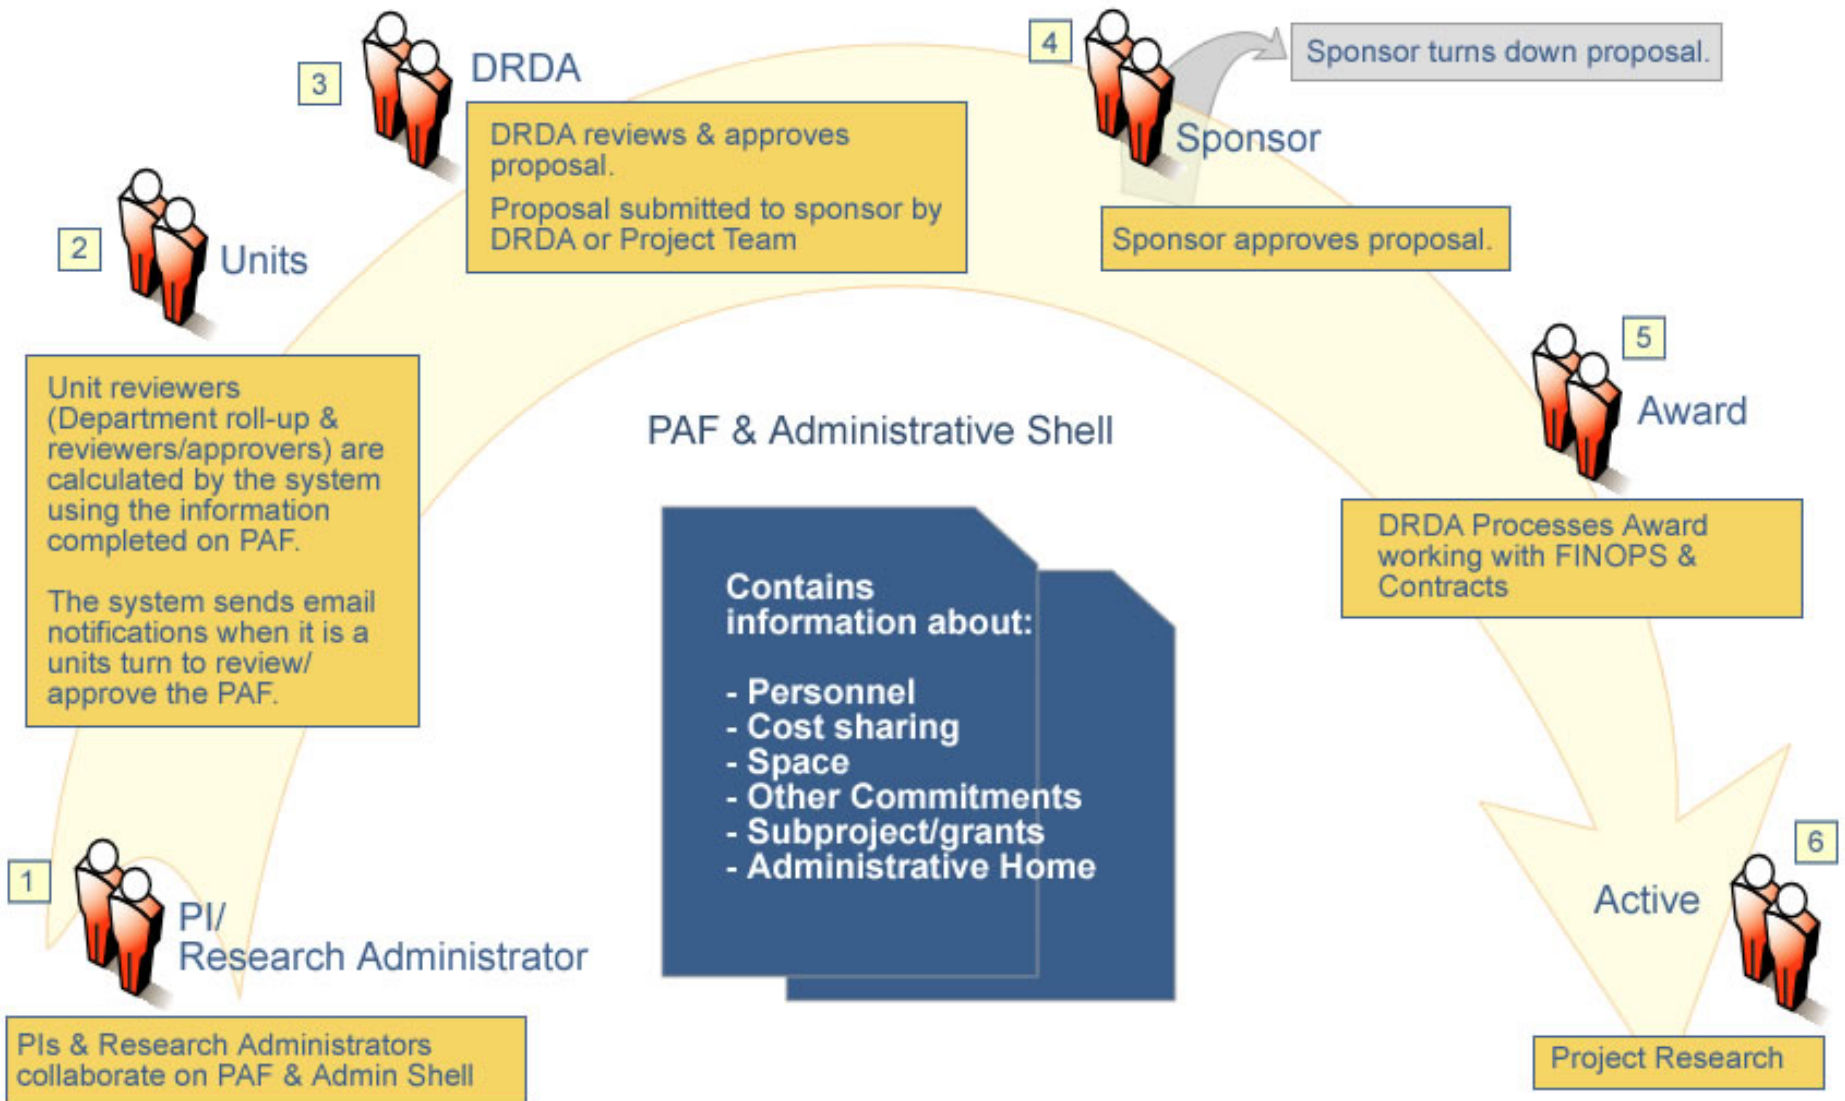 1
PI/
Research Administrator
PIs & Research Administrators
collaborate on PAF & Admin Shell
2
Units
Unit reviewers
(Department roll-up &
reviewers/approvers) are
calculated by the system
using the information
completed on PAF.
The system sends email
notifications when it is a
units turn to review/
approve the PAF.
3
DRDA
DRDA reviews & approves
proposal.
Proposal submitted to sponsor by
DRDA or Project Team
4
Sponsor
Sponsor turns down proposal.
Sponsor approves proposal.
5
Award
DRDA Processes Award
working with FINOPS &
Contracts
6
Active
Project Research
PAF & Administrative Shell
Contains
information about:
- Personnel
- Cost sharing
- Space
- Other Commitments
- Subproject/grants
- Administrative Home